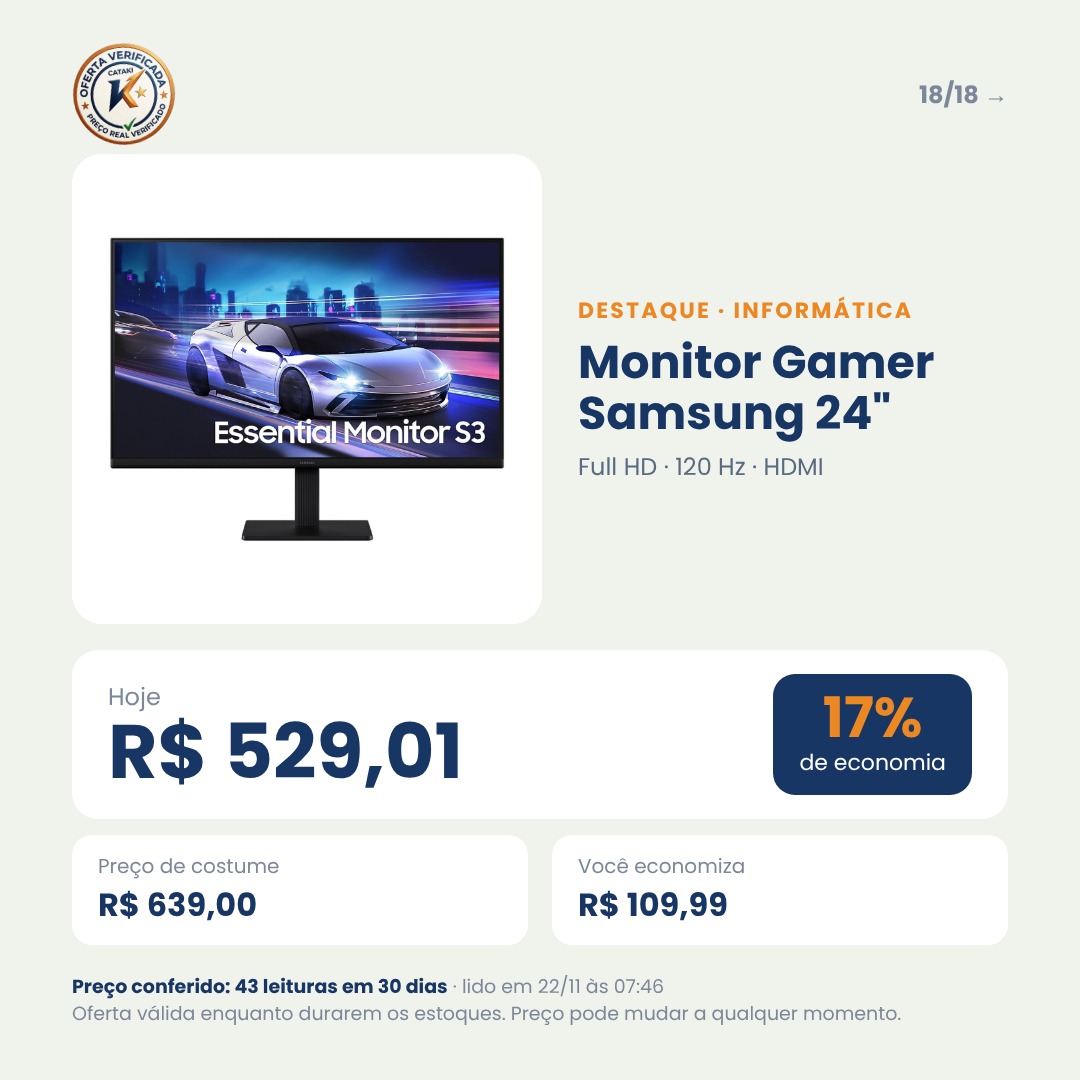 OFERTA VERIFICADA
CATAKI
K
PREÇO REAL VERIFICADO
18/18 →
Essential Monitor S3
DESTAQUE · INFORMÁTICA
Monitor Gamer
Samsung 24"
Full HD · 120 Hz · HDMI
Hoje
R$ 529,01
17%
de economia
Preço de costume
R$ 639,00
Você economiza
R$ 109,99
Preço conferido: 43 leituras em 30 dias · lido em 22/11 às 07:46
Oferta válida enquanto durarem os estoques. Preço pode mudar a qualquer momento.